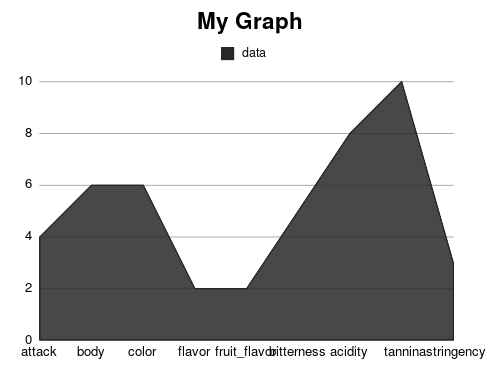 My Graph
data
10
8
6
4
2
0
attack body color flavor fruit_flavor bitterness acidity tannin astringency